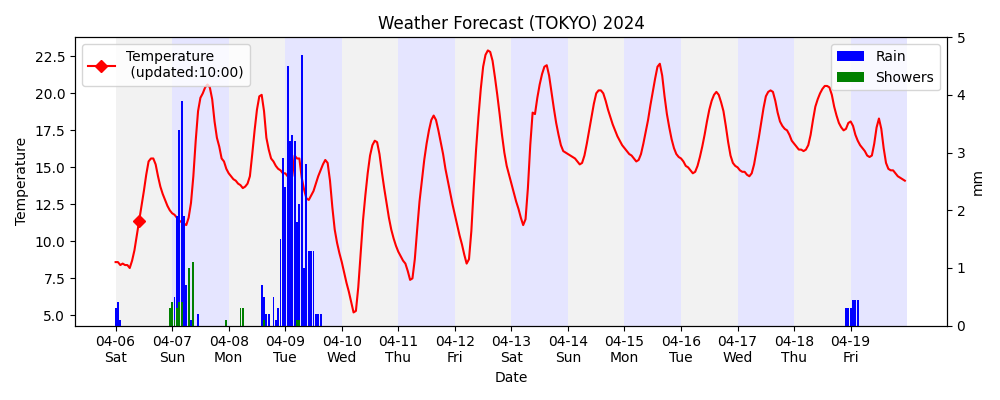 Weather Forecast (TOKYO) 2024
Temperature
(updated:10:00)
Rain
Showers
Temperature
22.5
20.0
17.5
15.0
12.5
10.0
7.5
5.0
5
4
3
2
1
0
mm
04-06 04-07 04-08 04-09 04-10 04-11 04-12 04-13 04-14 04-15 04-16 04-17 04-18 04-19
Sat Sun Mon Tue Wed Thu Fri Sat Sun Mon Tue Wed Thu Fri
Date